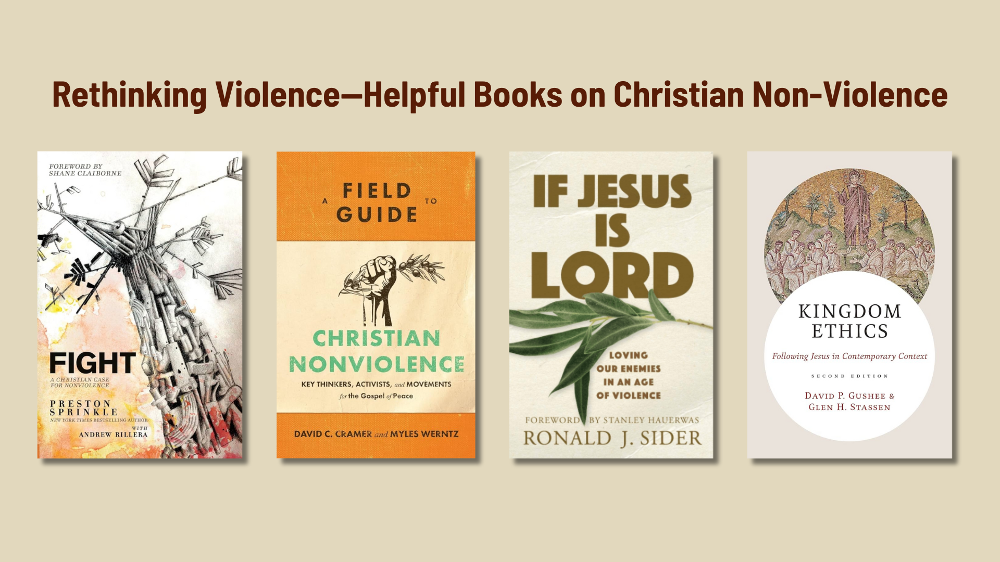 Rethinking Violence—Helpful Books on Christian Non-Violence
FOREWORD BY
SHANE CLAIBORNE
FIGHT
A CHRISTIAN CASE
FOR NONVIOLENCE
PRESTON
SPRINKLE
NEW YORK TIMES BESTSELLING AUTHOR
WITH
ANDREW RILLERA
A FIELD TO
GUIDE
CHRISTIAN
NONVIOLENCE
KEY THINKERS, ACTIVISTS, and MOVEMENTS
for the Gospel of Peace
DAVID C. CRAMER and MYLES WERNTZ
IF JESUS
IS
LORD
LOVING
OUR ENEMIES
IN AN AGE
OF VIOLENCE
FOREWORD BY STANLEY HAUERWAS
RONALD J. SIDER
KINGDOM
ETHICS
Following Jesus in Contemporary Context
SECOND EDITION
DAVID P. GUSHEE &
GLEN H. STASSEN